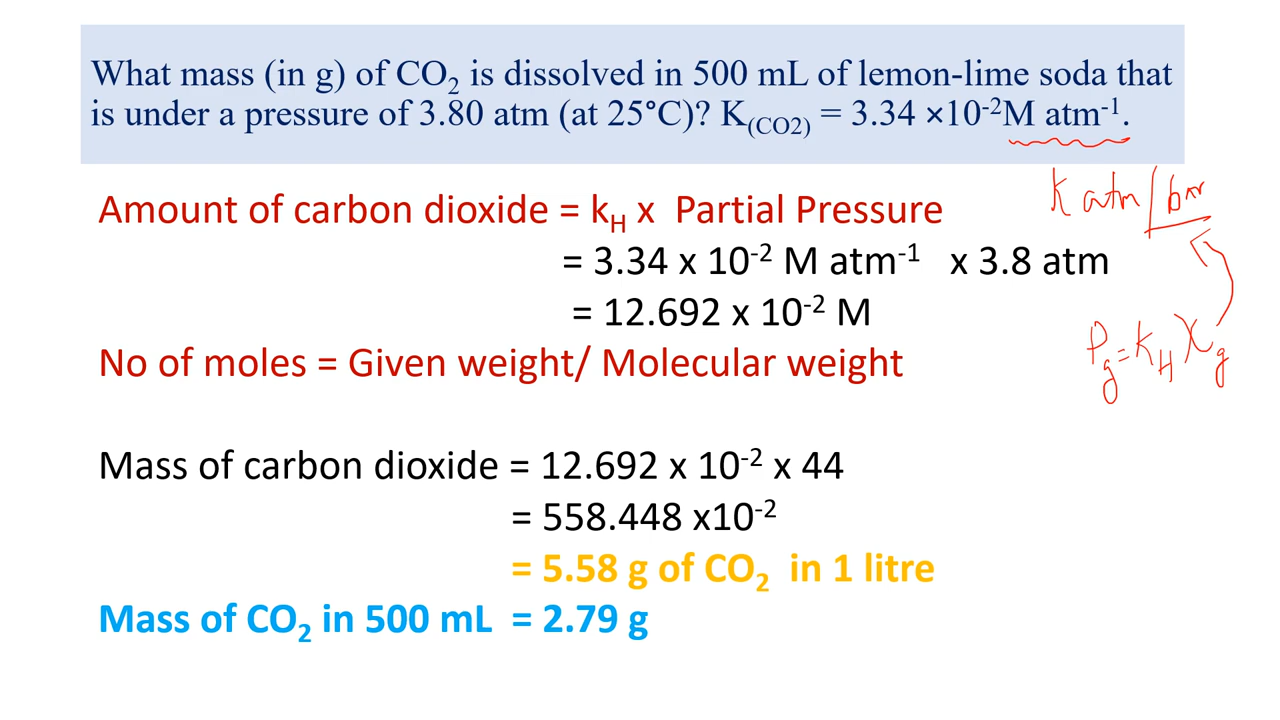 What mass (in g) of CO₂ is dissolved in 500 mL of lemon-lime soda that
is under a pressure of 3.80 atm (at 25°C)? K₍CO2₎ = 3.34 ×10⁻²M atm⁻¹.
K atm/bar
Amount of carbon dioxide = kH x Partial Pressure
= 3.34 x 10⁻² M atm⁻¹ x 3.8 atm
= 12.692 x 10⁻² M
Pg = KH Xg
No of moles = Given weight/ Molecular weight
Mass of carbon dioxide = 12.692 x 10⁻² x 44
= 558.448 x10⁻²
= 5.58 g of CO₂ in 1 litre
Mass of CO₂ in 500 mL = 2.79 g